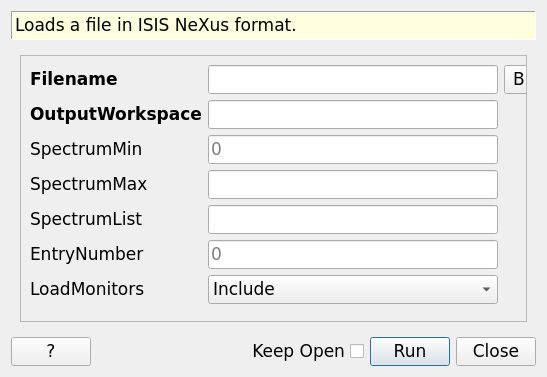 Loads a file in ISIS NeXus format.
Filename B
OutputWorkspace
SpectrumMin 0
SpectrumMax
SpectrumList
EntryNumber 0
LoadMonitors Include
? Keep Open Run Close